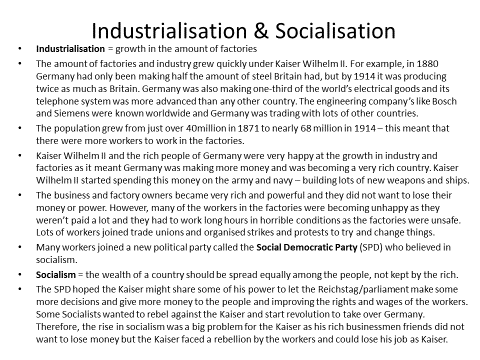 Industrialisation & Socialisation
• Industrialisation = growth in the amount of factories
• The amount of factories and industry grew quickly under Kaiser Wilhelm II. For example, in 1880
Germany had only been making half the amount of steel Britain had, but by 1914 it was producing
twice as much as Britain. Germany was also making one-third of the world's electrical goods and its
telephone system was more advanced than any other country. The engineering company's like Bosch
and Siemens were known worldwide and Germany was trading with lots of other countries.
• The population grew from just over 40million in 1871 to nearly 68 million in 1914 – this meant that
there were more workers to work in the factories.
• Kaiser Wilhelm II and the rich people of Germany were very happy at the growth in industry and
factories as it meant Germany was making more money and was becoming a very rich country. Kaiser
Wilhelm II started spending this money on the army and navy – building lots of new weapons and ships.
• The business and factory owners became very rich and powerful and they did not want to lose their
money or power. However, many of the workers in the factories were becoming unhappy as they
weren't paid a lot and they had to work long hours in horrible conditions as the factories were unsafe.
Lots of workers joined trade unions and organised strikes and protests to try and change things.
• Many workers joined a new political party called the Social Democratic Party (SPD) who believed in
socialism.
• Socialism = the wealth of a country should be spread equally among the people, not kept by the rich.
• The SPD hoped the Kaiser might share some of his power to let the Reichstag/parliament make some
more decisions and give more money to the people and improving the rights and wages of the workers.
Some Socialists wanted to rebel against the Kaiser and start revolution to take over Germany.
Therefore, the rise in socialism was a big problem for the Kaiser as his rich businessmen friends did not
want to lose money but the Kaiser faced a rebellion by the workers and could lose his job as Kaiser.